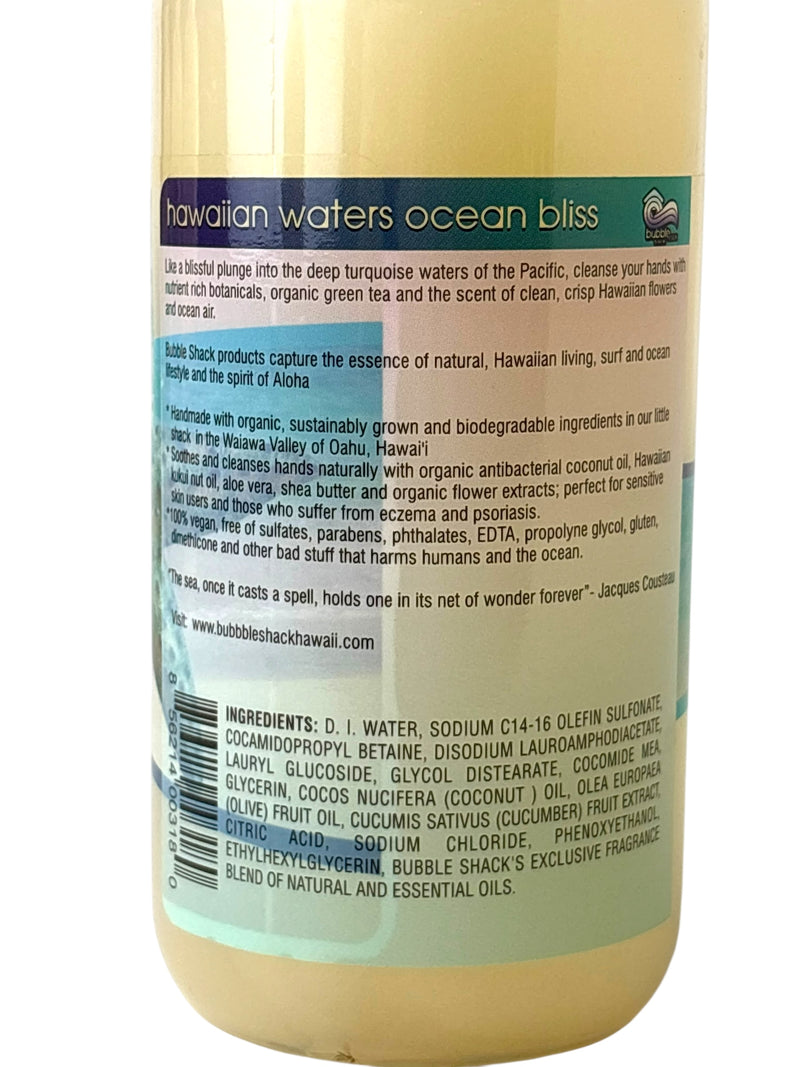 hawaiian waters ocean bliss
bubble
Like a blissful plunge into the deep turquoise waters of the Pacific, cleanse your hands with
nutrient rich botanicals, organic green tea and the scent of clean, crisp Hawaiian flowers
and ocean air.
Bubble Shack products capture the essence of natural, Hawaiian living, surf and ocean
lifestyle and the spirit of Aloha
* Handmade with organic, sustainably grown and biodegradable ingredients in our little
shack in the Waiawa Valley of Oahu, Hawai'i
* Soothes and cleanses hands naturally with organic antibacterial coconut oil, Hawaiian
kukui nut oil, aloe vera, shea butter and organic flower extracts; perfect for sensitive
skin users and those who suffer from eczema and psoriasis.
*100% vegan, free of sulfates, parabens, phthalates, EDTA, propolyne glycol, gluten,
dimethicone and other bad stuff that harms humans and the ocean.
"The sea, once it casts a spell, holds one in its net of wonder forever"- Jacques Cousteau
Visit: www.bubbbleshackhawaii.com
8 56214 00318 0
INGREDIENTS: D. I. WATER, SODIUM C14-16 OLEFIN SULFONATE,
COCAMIDOPROPYL BETAINE, DISODIUM LAUROAMPHODIACETATE,
LAURYL GLUCOSIDE, GLYCOL DISTEARATE, COCOMIDE MEA,
GLYCERIN, COCOS NUCIFERA (COCONUT ) OIL, OLEA EUROPAEA
(OLIVE) FRUIT OIL, CUCUMIS SATIVUS (CUCUMBER) FRUIT EXTRACT,
CITRIC ACID, SODIUM CHLORIDE, PHENOXYETHANOL,
ETHYLHEXYLGLYCERIN, BUBBLE SHACK'S EXCLUSIVE FRAGRANCE
BLEND OF NATURAL AND ESSENTIAL OILS.